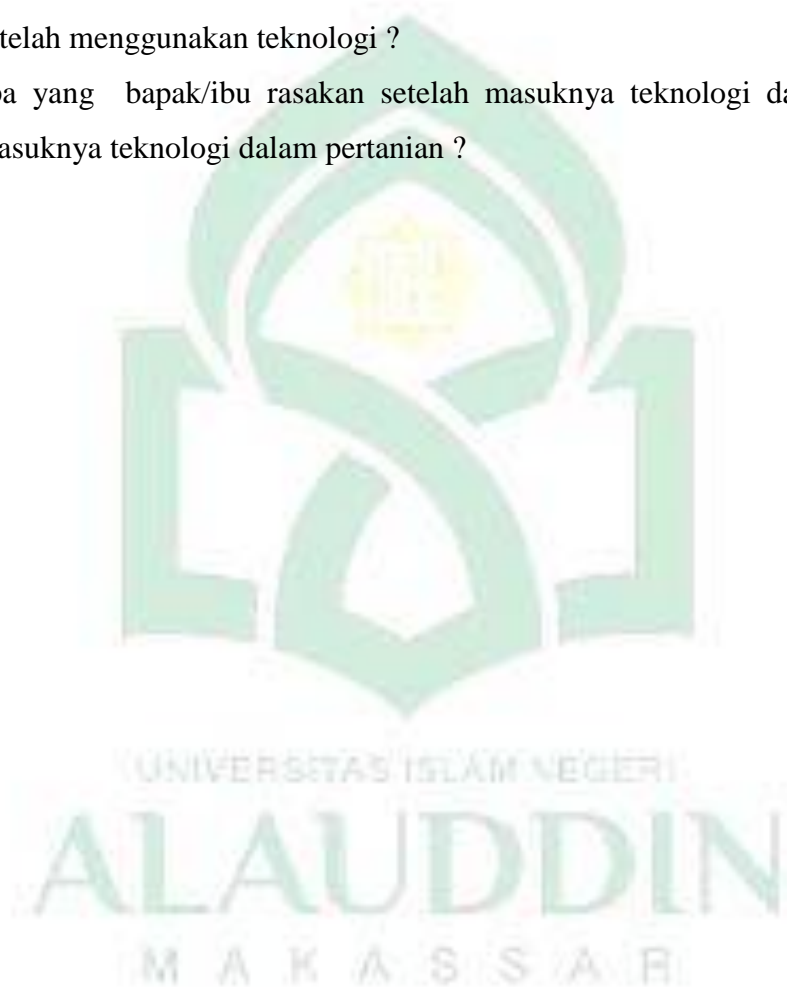 telah menggunakan teknologi ?
a yang bapak/ibu rasakan setelah masuknya teknologi da
asuknya teknologi dalam pertanian ?
UNIVERSITAS ISLAM NEGERI
ALAUDDIN
MAKASSAR